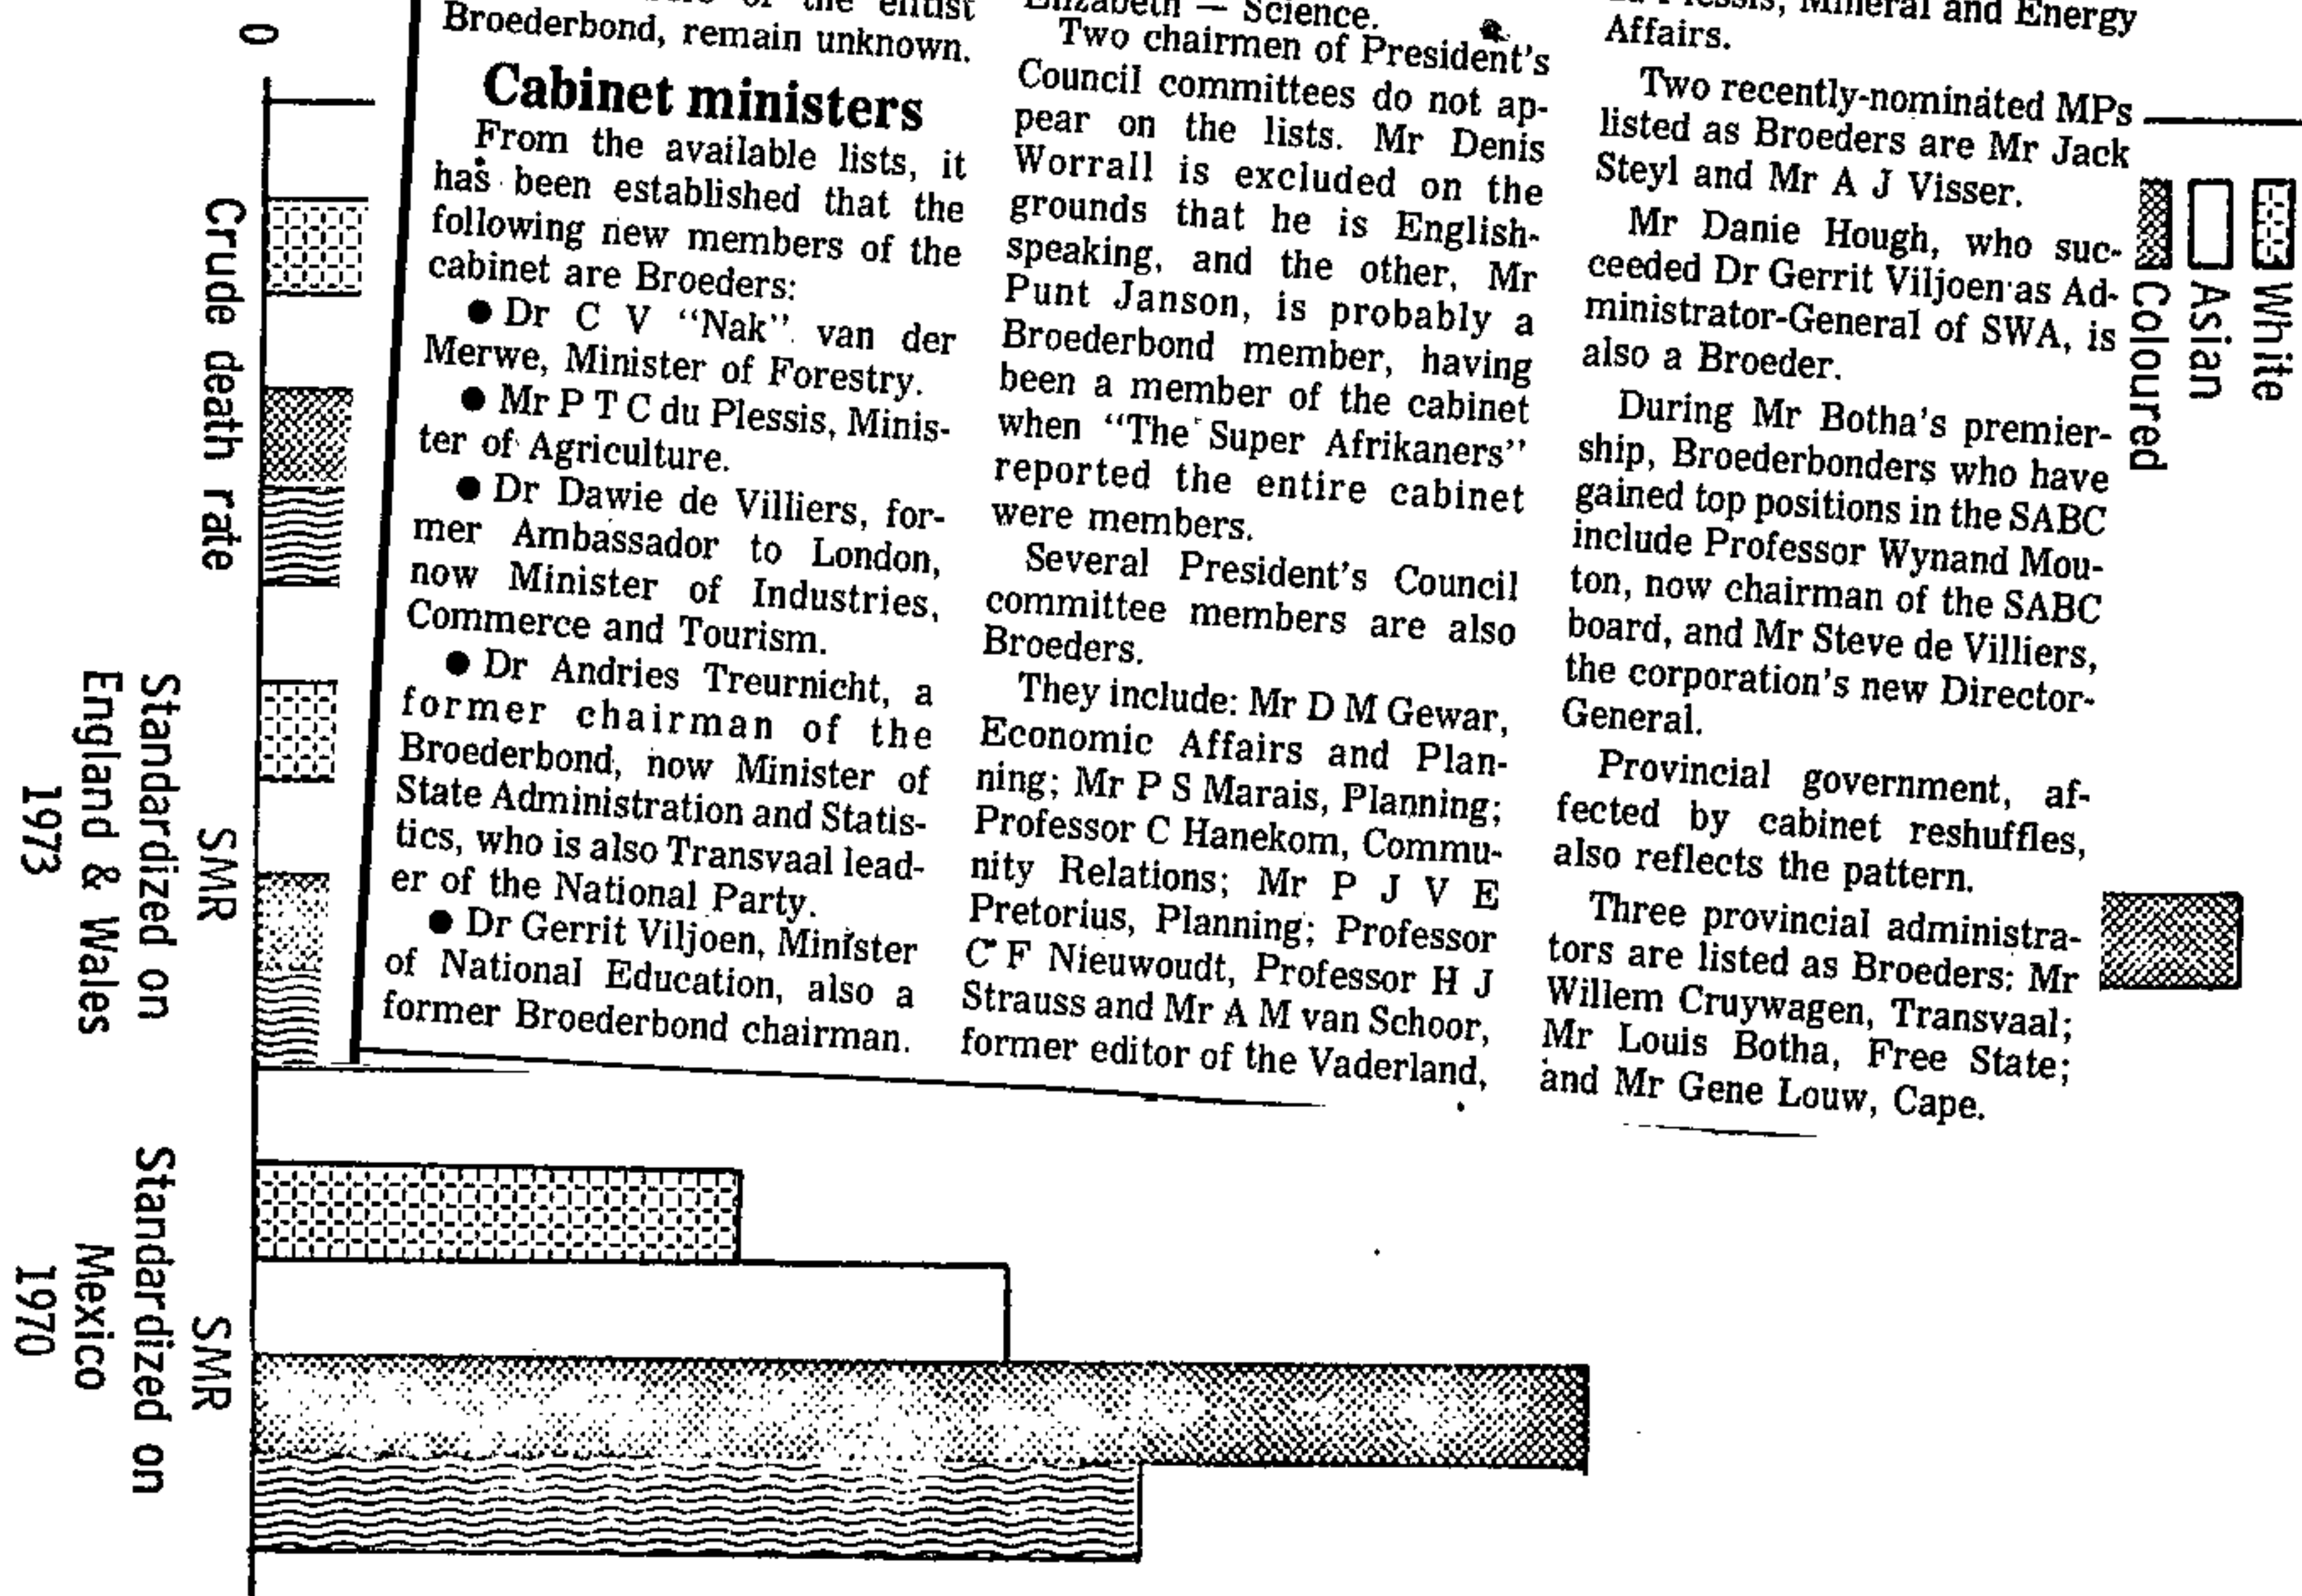 Broederbond, remain unknown.
Cabinet ministers
From the available lists, it
has been established that the
following new members of the
cabinet are Broeders:
● Dr C V "Nak" van der
Merwe, Minister of Forestry.
● Mr P T C du Plessis, Minis-
ter of Agriculture.
● Dr Dawie de Villiers, for-
mer Ambassador to London,
now Minister of Industries,
Commerce and Tourism.
● Dr Andries Treurnicht, a
former chairman of the
Broederbond, now Minister of
State Administration and Statis-
tics, who is also Transvaal lead-
er of the National Party.
● Dr Gerrit Viljoen, Minister
of National Education, also a
former Broederbond chairman.
Elizabeth — Science.
Two chairmen of President's
Council committees do not ap-
pear on the lists. Mr Denis
Worrall is excluded on the
grounds that he is English-
speaking, and the other, Mr
Punt Janson, is probably a
Broederbond member, having
been a member of the cabinet
when "The Super Afrikaners"
reported the entire cabinet
were members.
Several President's Council
committee members are also
Broeders.
They include: Mr D M Gewar,
Economic Affairs and Plan-
ning; Mr P S Marais, Planning;
Professor C Hanekom, Commu-
nity Relations; Mr P J V E
Pretorius, Planning; Professor
C F Nieuwoudt, Professor H J
Strauss and Mr A M van Schoor,
former editor of the Vaderland,
Mineral and Energy
Affairs.
Two recently-nominated MPs
listed as Broeders are Mr Jack
Steyl and Mr A J Visser.
Mr Danie Hough, who suc-
ceeded Dr Gerrit Viljoen as Ad-
ministrator-General of SWA, is
also a Broeder.
During Mr Botha's premier-
ship, Broederbonders who have
gained top positions in the SABC
include Professor Wynand Mou-
ton, now chairman of the SABC
board, and Mr Steve de Villiers,
the corporation's new Director-
General.
Provincial government, af-
fected by cabinet reshuffles,
also reflects the pattern.
Three provincial administra-
tors are listed as Broeders: Mr
Willem Cruywagen, Transvaal;
Mr Louis Botha, Free State;
and Mr Gene Louw, Cape.
White
Asian
Coloured
0
Crude death rate
SMR
Standardized on
England & Wales
1973
SMR
Standardized on
Mexico
1970